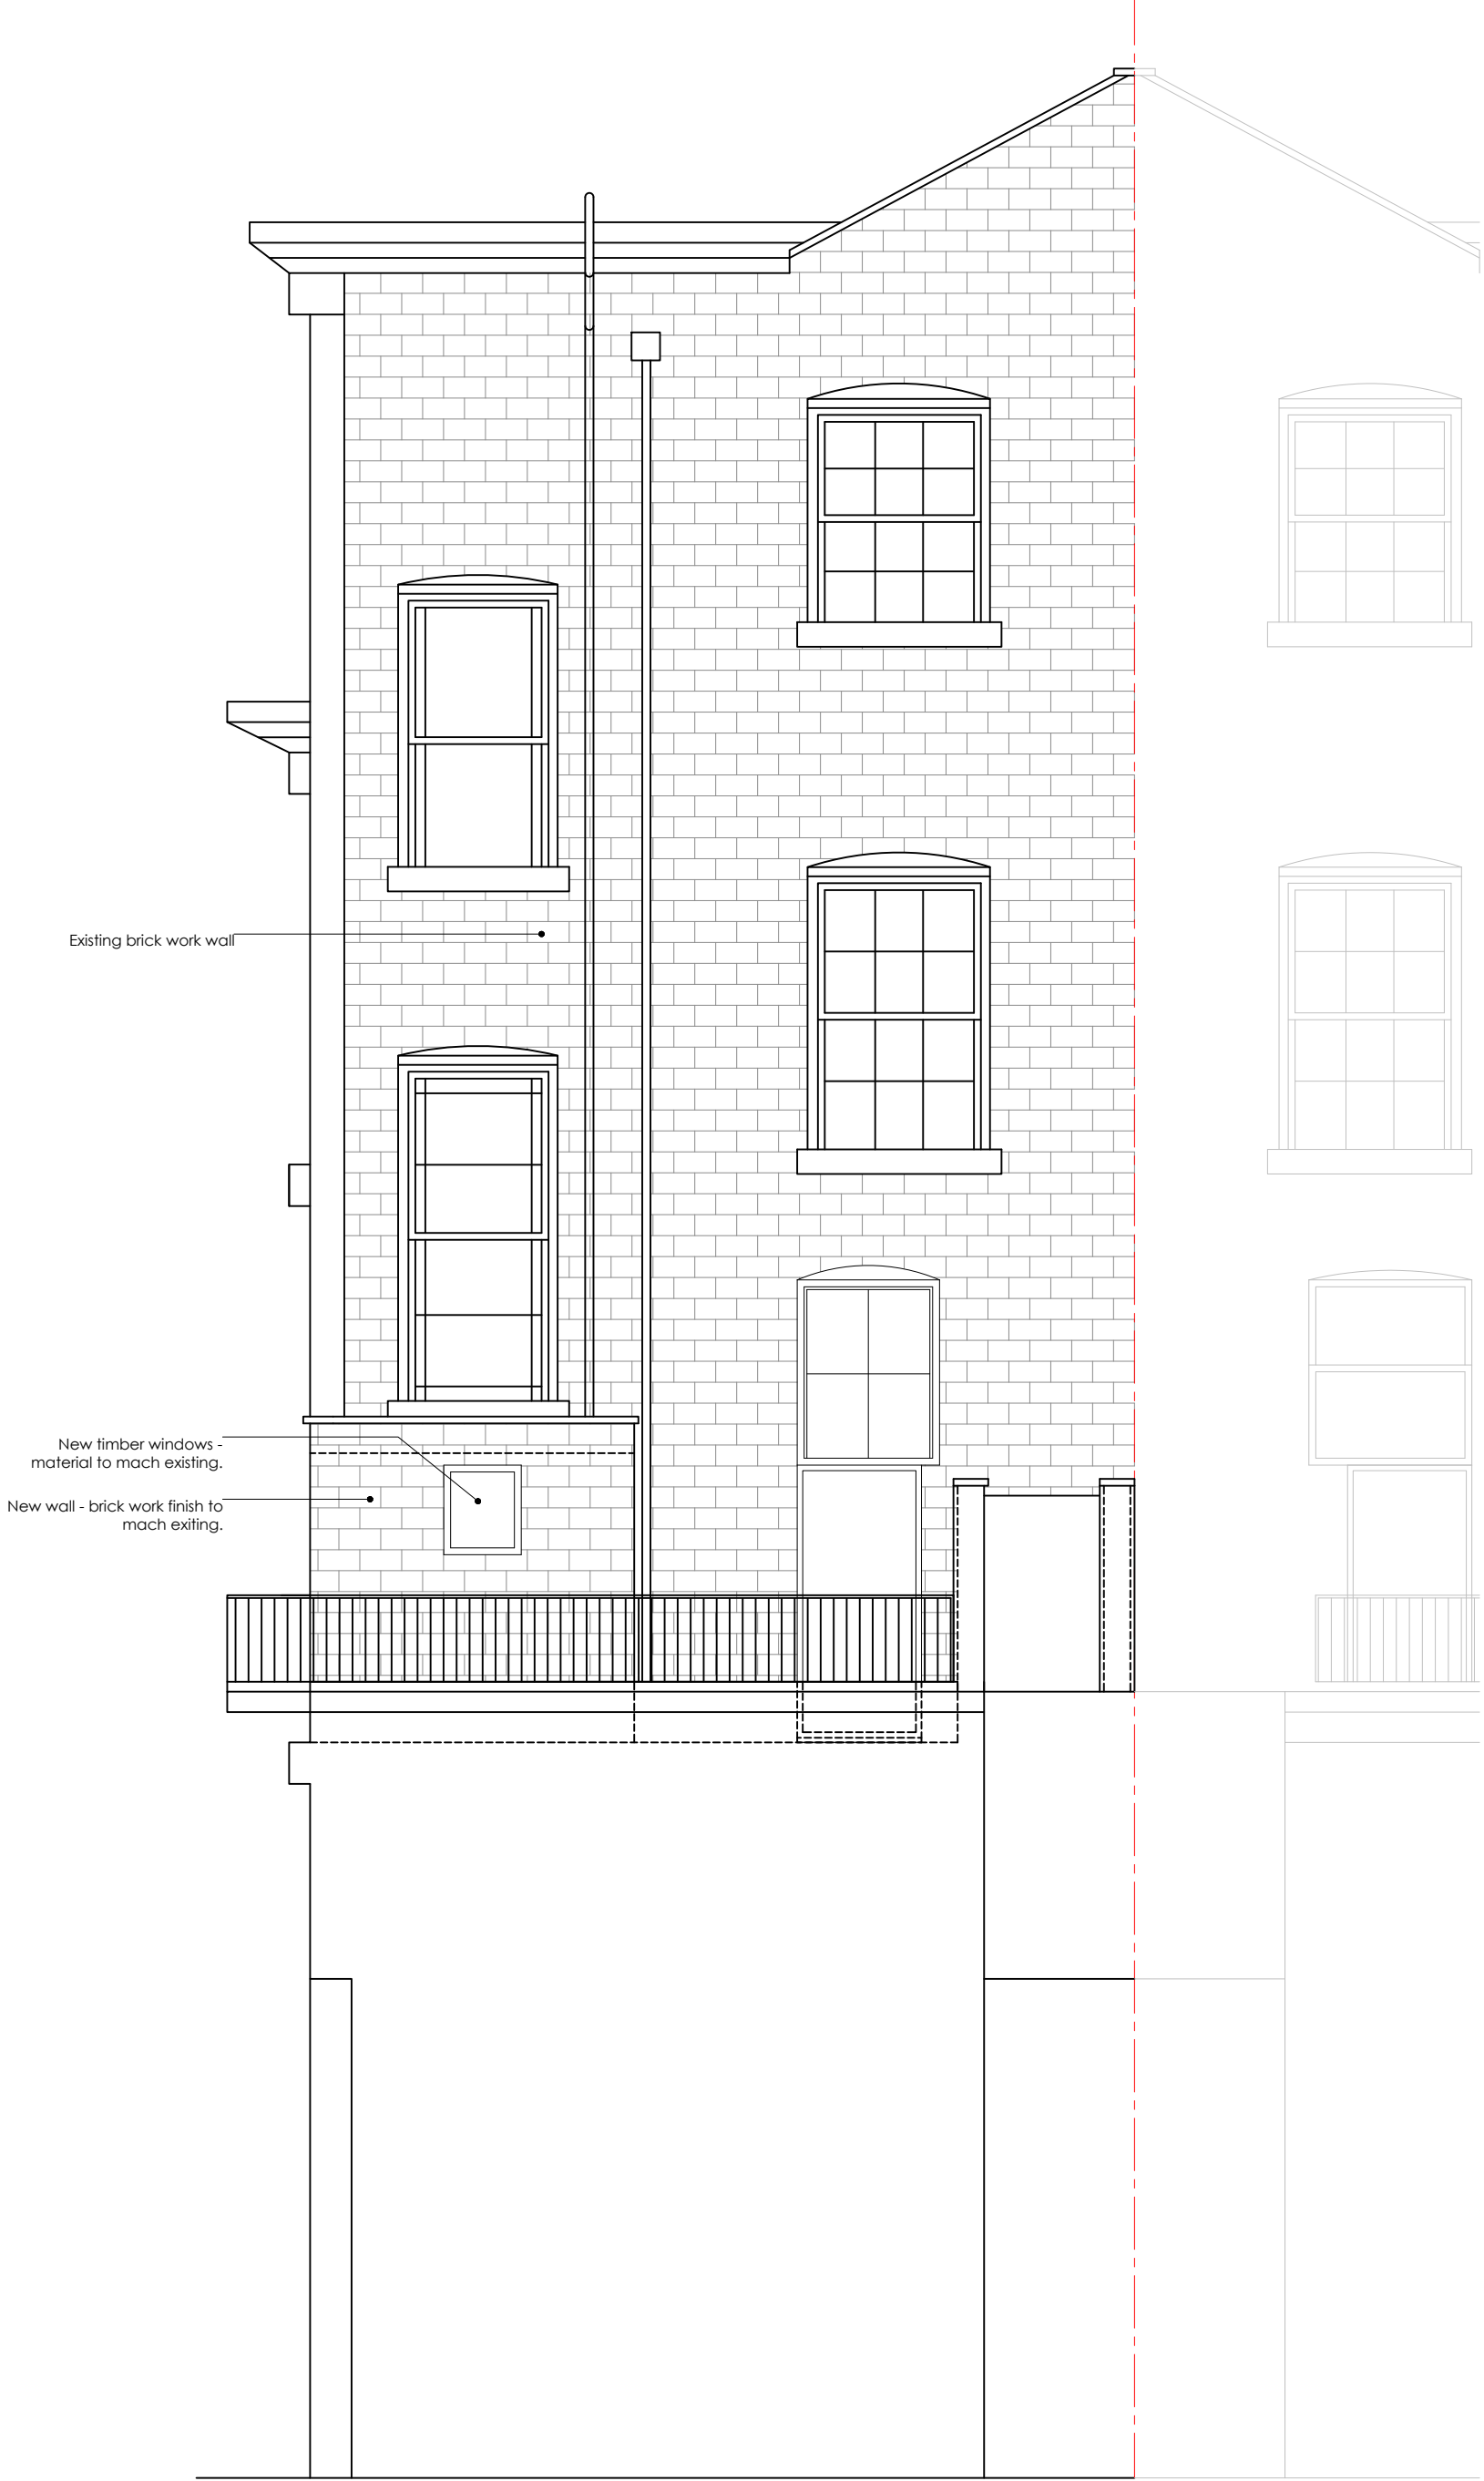 Existing brick work wall
New timber windows -
material to mach existing.
New wall - brick work finish to
mach exiting.